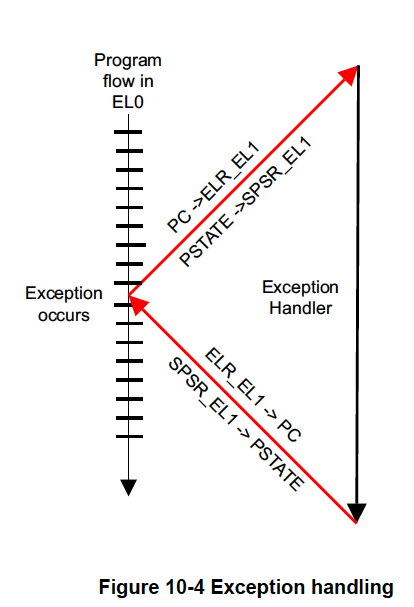 Program
flow in
EL0
PC ->ELR_EL1
PSTATE ->SPSR_EL1
Exception
occurs
Exception
Handler
ELR_EL1 -> PC
SPSR_EL1 -> PSTATE
Figure 10-4 Exception handling